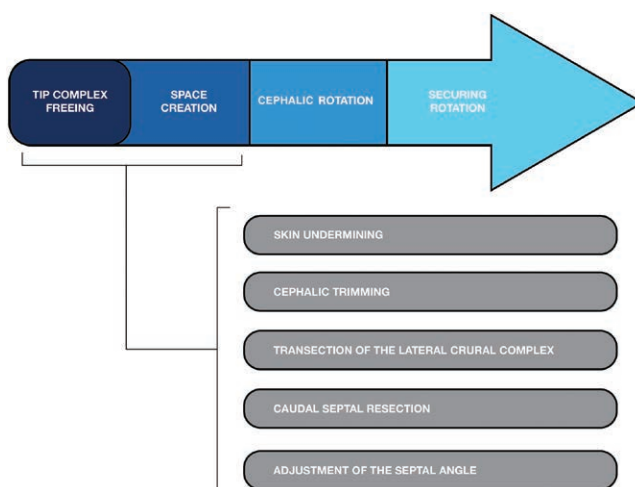 TIP COMPLEX
FREEING
SPACE
CREATION
CEPHALIC ROTATION
SECURING
ROTATION
SKIN UNDERMINING
CEPHALIC TRIMMING
TRANSECTION OF THE LATERAL CRURAL COMPLEX
CAUDAL SEPTAL RESECTION
ADJUSTMENT OF THE SEPTAL ANGLE